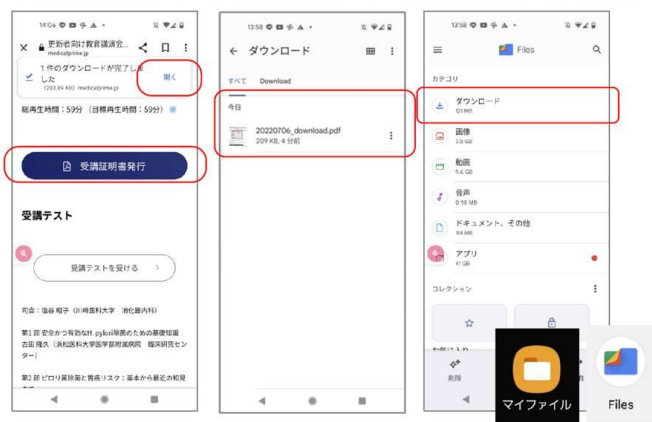 14:06
更新者向け教育講演会...
medicalprime.jp
1 件のダウンロードが完了しま
した
(203.89 KB) medicalprime.jp
開く
総再生時間:59分 (目標再生時間:59分)
受講証明書発行
受講テスト
受講テストを受ける
司会:塩谷 昭子(川崎医科大学 消化器内科)
第1 部 安全かつ有効なH. pylori除菌のための基礎知識
古田 隆久(浜松医科大学医学部附属病院 臨床研究セン
ター)
第2 部 ピロリ菌除菌と胃癌リスク:基本から最近の知見
13:58
ダウンロード
すべて Download
今日
20220706_download.pdf
209 KB, 4 分前
13:58
Files
カテゴリ
ダウンロード
121 MB
画像
動画
9.6 GB
音声
0.98 MB
ドキュメント、その他
アプリ
コレクション
お気に入り
削除
マイファイル
Files